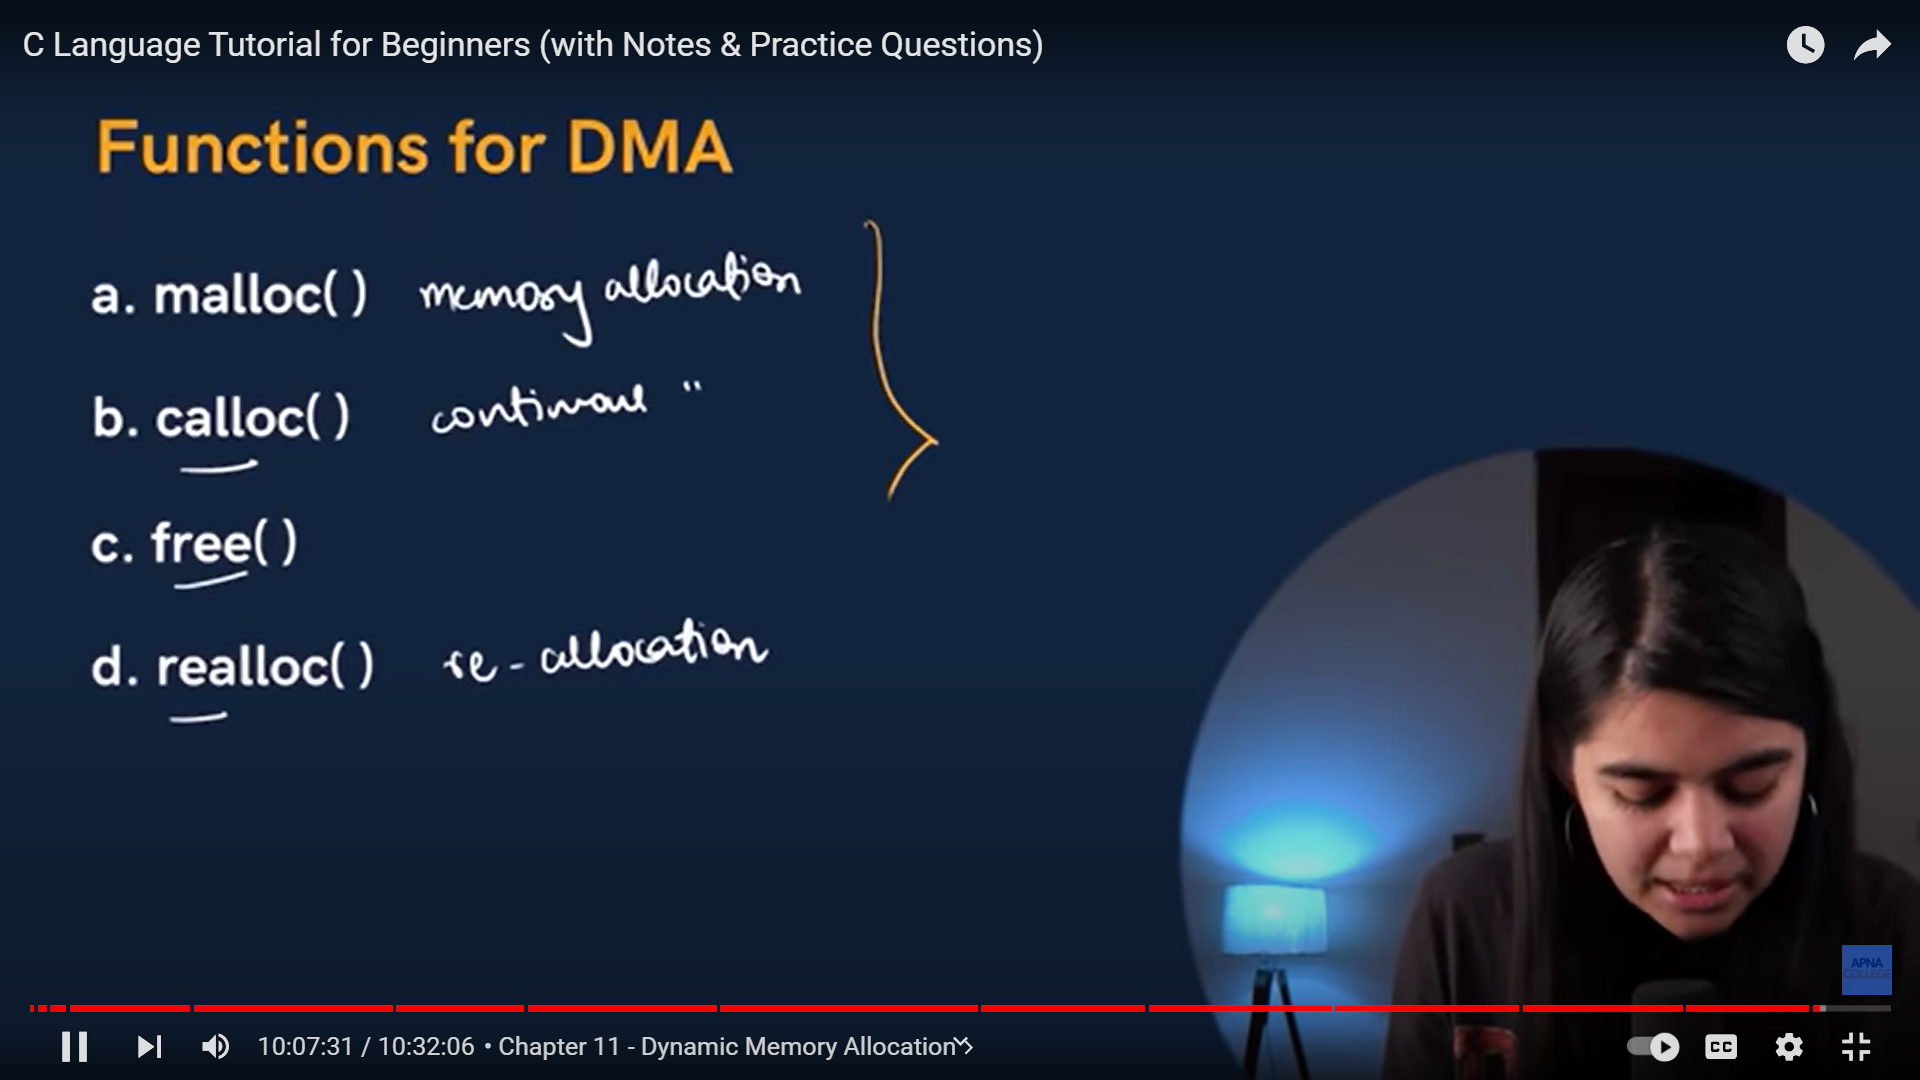 C Language Tutorial for Beginners (with Notes & Practice Questions)
Functions for DMA
a. malloc( ) memory allocation
b. calloc( ) "
c. free( )
d. realloc( ) re-allocation
APNA
COLLEGE
10:07:31 / 10:32:06 • Chapter 11 - Dynamic Memory Allocation
CC